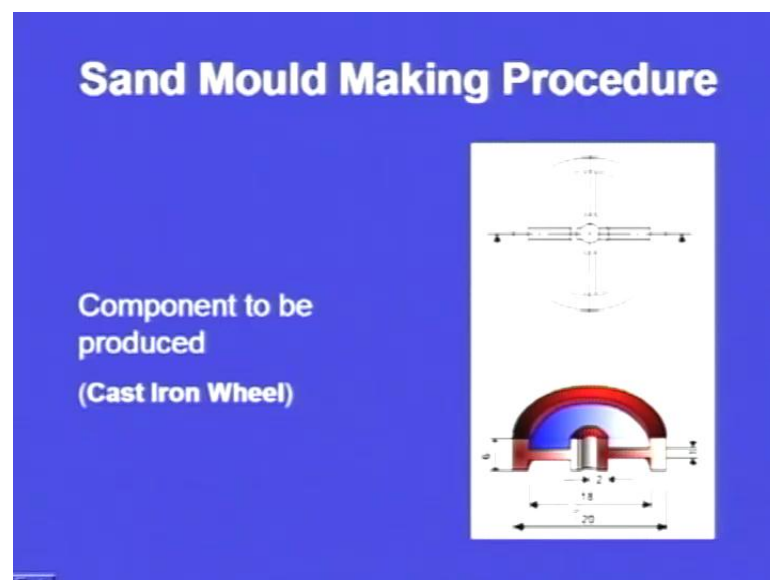 Sand Mould Making Procedure
Component to be
produced
(Cast Iron Wheel)
6
2
18
20